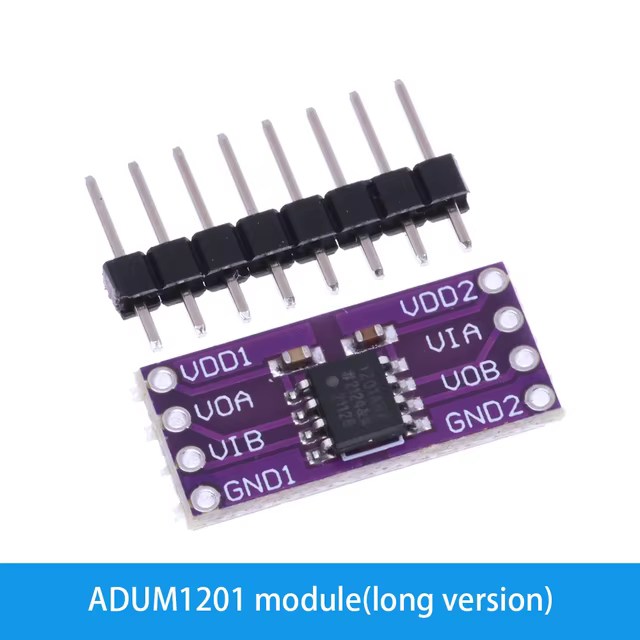 VDD1
VOA
VIB
GND1
VDD2
VIA
VOB
GND2
ADUM1201 module(long version)